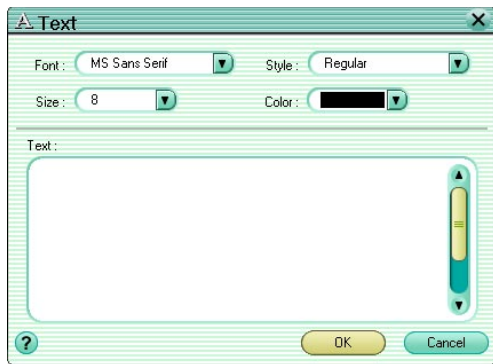 A Text
Font : MS Sans Serif Style : Regular
Size : 8 Color :
Text :
? OK Cancel